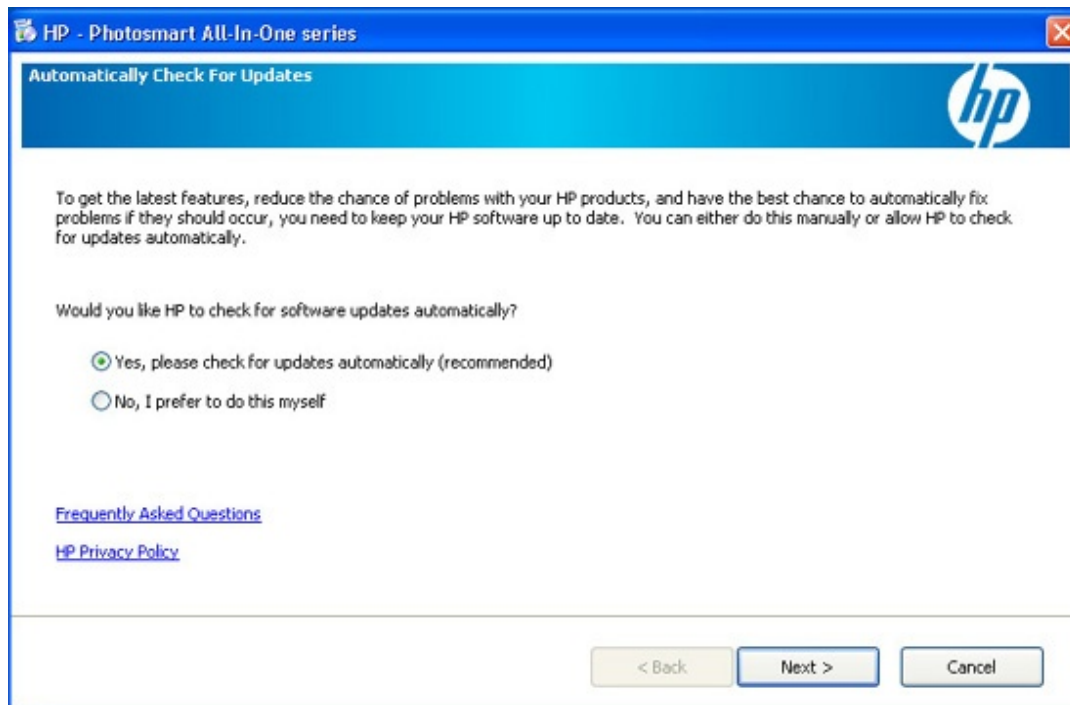 HP - Photosmart All-In-One series
Automatically Check For Updates
hp
To get the latest features, reduce the chance of problems with your HP products, and have the best chance to automatically fix
problems if they should occur, you need to keep your HP software up to date.  You can either do this manually or allow HP to check
for updates automatically.
Would you like HP to check for software updates automatically?
Yes, please check for updates automatically (recommended)
No, I prefer to do this myself
Frequently Asked Questions
HP Privacy Policy
< Back
Next >
Cancel